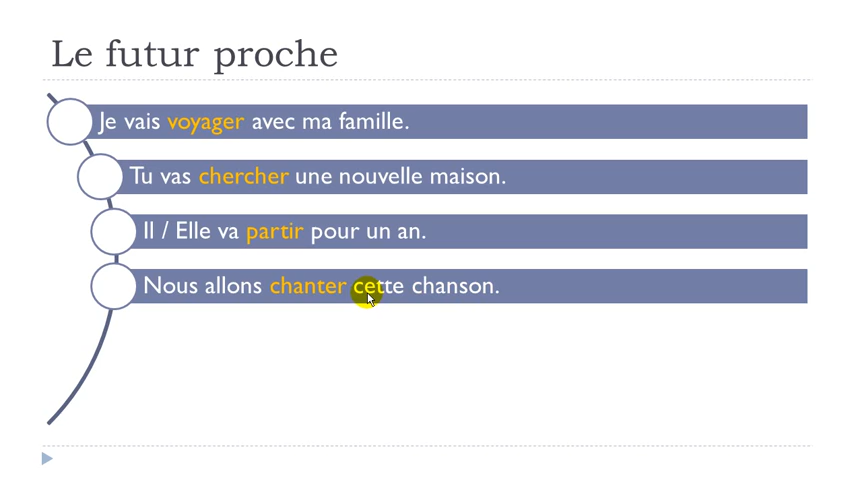 Le futur proche
Je vais voyager avec ma famille.
Tu vas chercher une nouvelle maison.
Il / Elle va partir pour un an.
Nous allons chanter cette chanson.